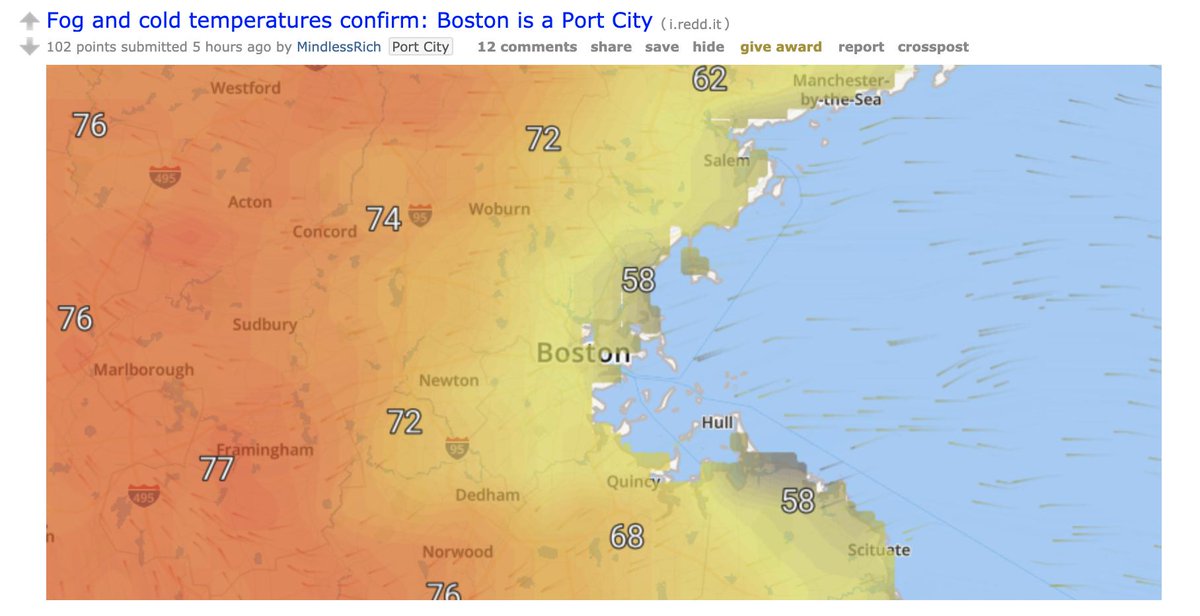 Fog and cold temperatures confirm: Boston is a Port City (i.redd.it)
102 points submitted 5 hours ago by MindlessRich Port City 12 comments share save hide give award report crosspost
Westford
62
Manchester-
by-the-Sea
76
72
Salem
495
Acton
74
95
Woburn
Concord
58
76
Sudbury
Boston
Marlborough
Newton
72
Hull
95
Framingham
77
Quincy
495
Dedham
58
68
Norwood
Scituate
n
76